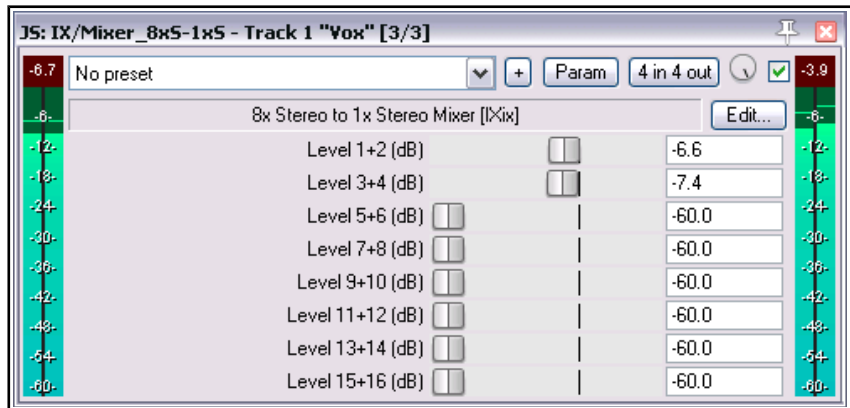 JS: IX/Mixer_8xS-1xS - Track 1 "Vox" [3/3]
-6.7 No preset + Param 4 in 4 out -3.9
8x Stereo to 1x Stereo Mixer [IXix] Edit...
Level 1+2 (dB) -6.6
Level 3+4 (dB) -7.4
Level 5+6 (dB) -60.0
Level 7+8 (dB) -60.0
Level 9+10 (dB) -60.0
Level 11+12 (dB) -60.0
Level 13+14 (dB) -60.0
Level 15+16 (dB) -60.0
-6-
-12-
-18-
-24-
-30-
-36-
-42-
-48-
-54-
-60-
-6-
-12-
-18-
-24-
-30-
-36-
-42-
-48-
-54-
-60-